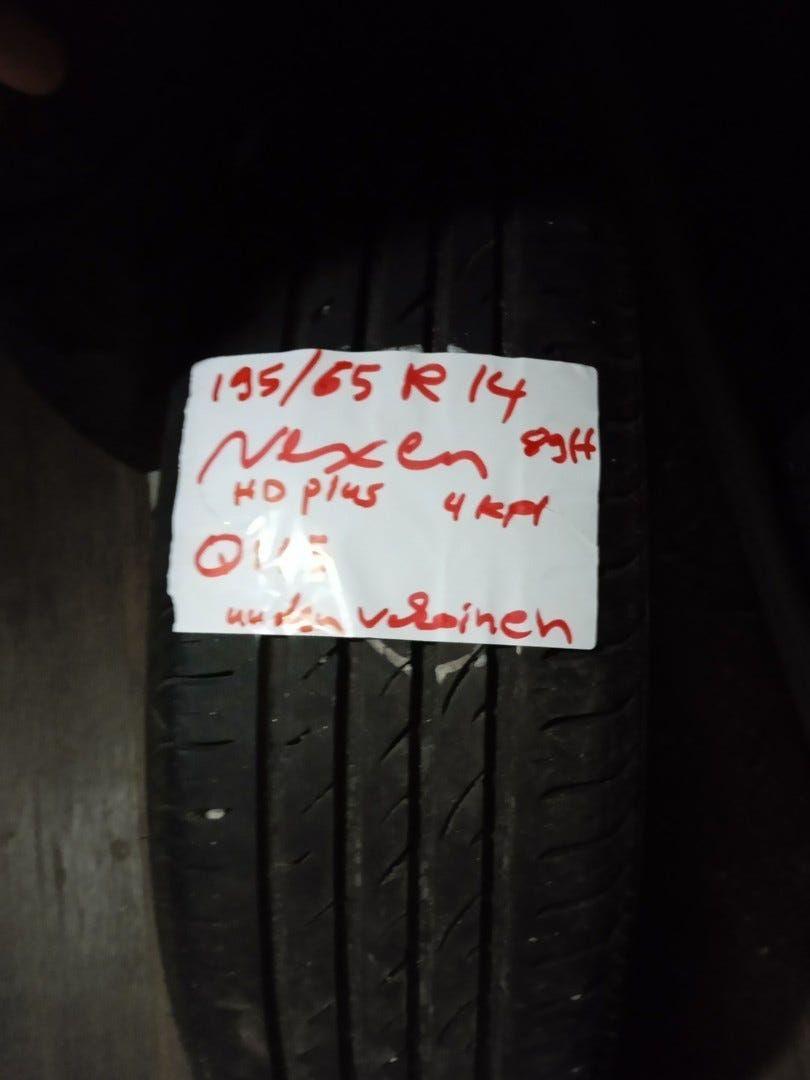 195/65 R 14
Nexen 89H
HD plus 4 kpl
uuden veroinen